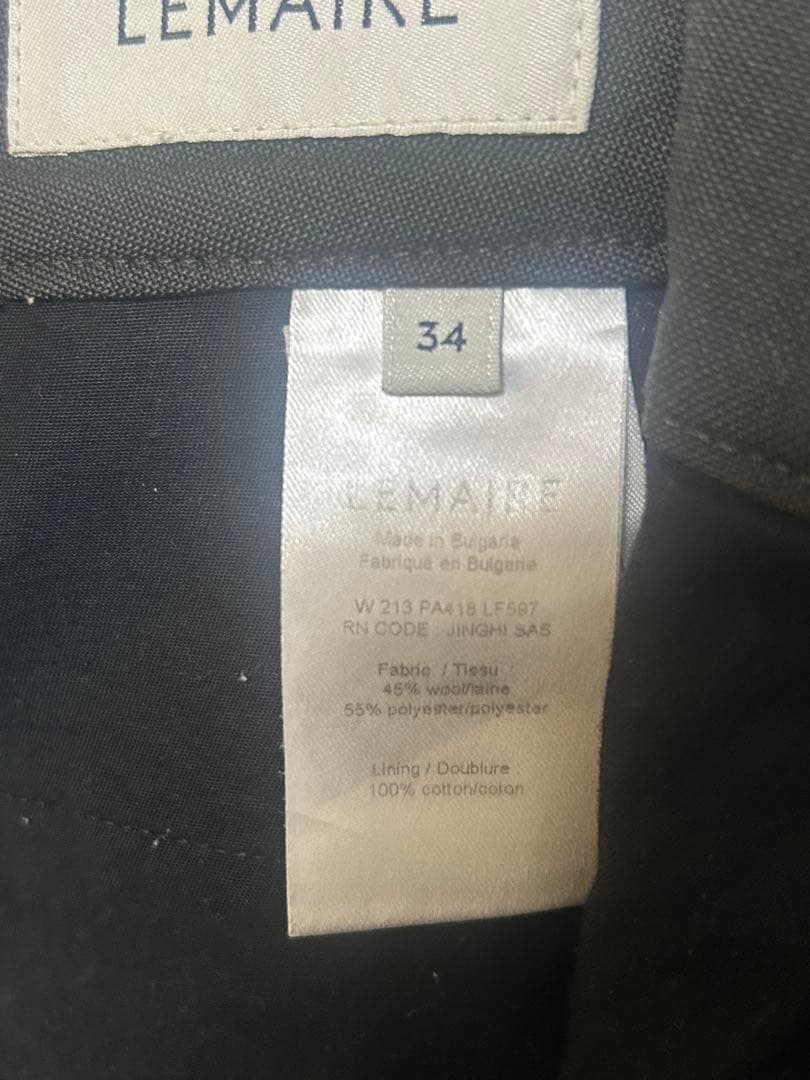 LEMAIRE
34
LEMAIRE
Made in Bulgaria
Fabriqué en Bulgarie
W 213 PA418 LF597
RN CODE : JINGHI SAS
Fabric / Tissu :
45% wool/laine
55% polyester/polyester
Lining / Doublure :
100% cotton/coton